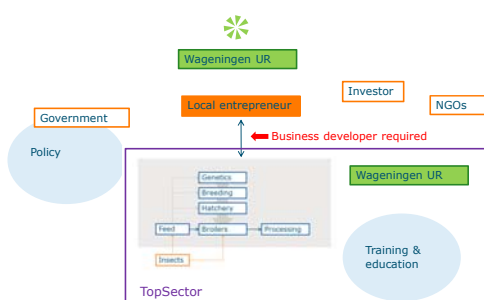 Wageningen UR
Investor
Local entrepreneur
NGOs
Government
Business developer required
Policy
Genetics
Wageningen UR
Breeding
Hatchery
Feed
Broilers
Processing
Training &
education
Insects
TopSector